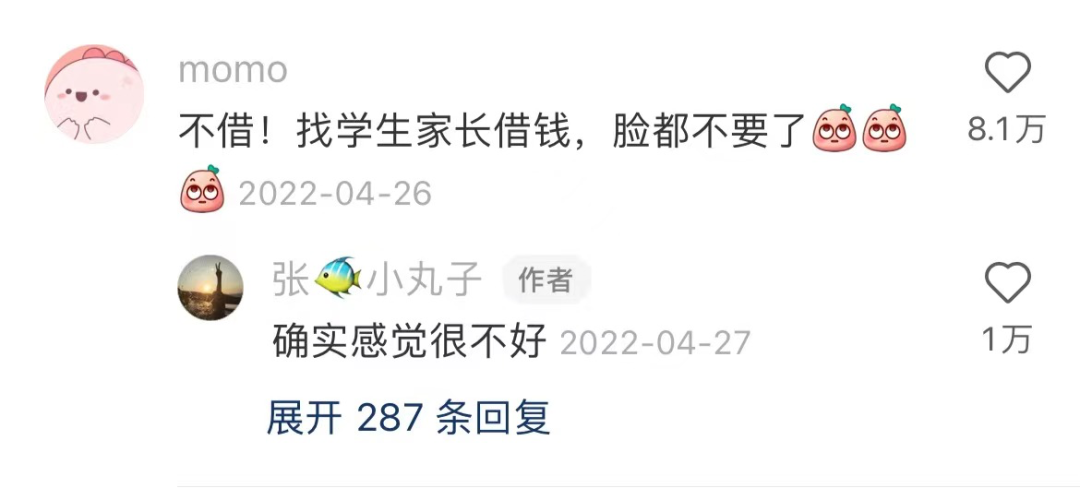 momo
不借！找学生家长借钱，脸都不要了
8.1万
2022-04-26
张🐠小丸子 作者
确实感觉很不好 2022-04-27
1万
展开 287 条回复